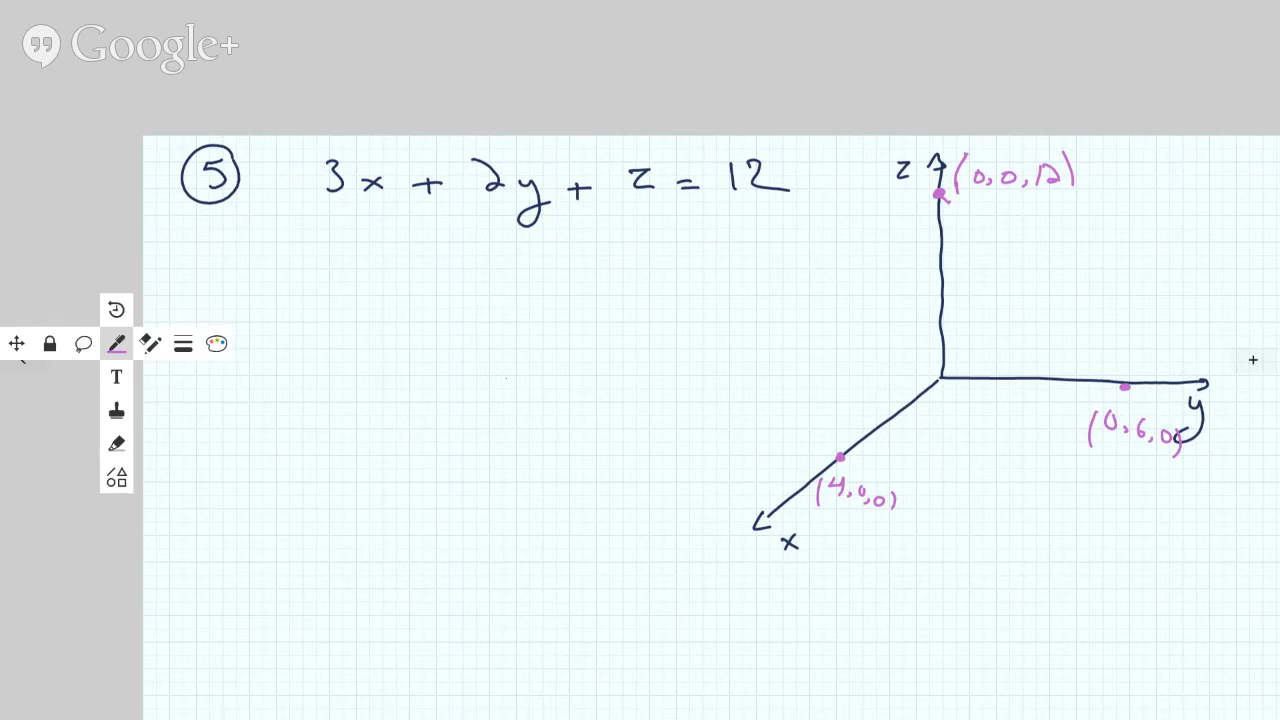 Google+
⑤ 3x + 2y + z = 12
z (0, 0, 12)
T
y
(0, 6, 0)
(4, 0, 0)
x